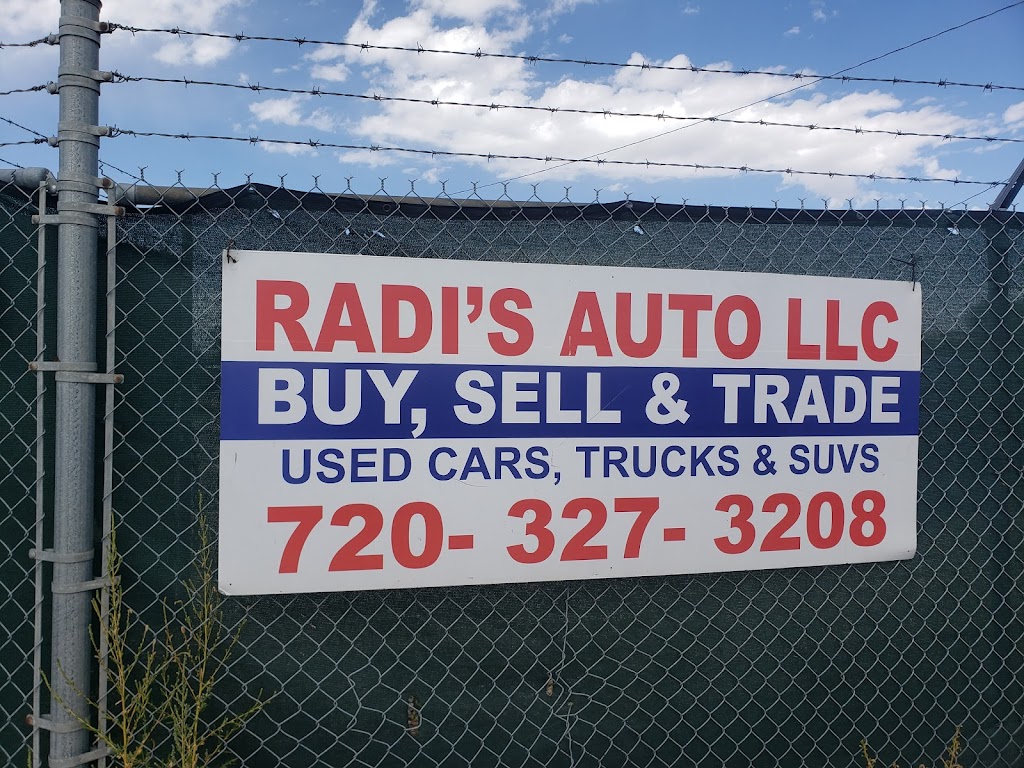 RADI'S AUTO LLC
BUY, SELL & TRADE
USED CARS, TRUCKS & SUVS
720- 327- 3208